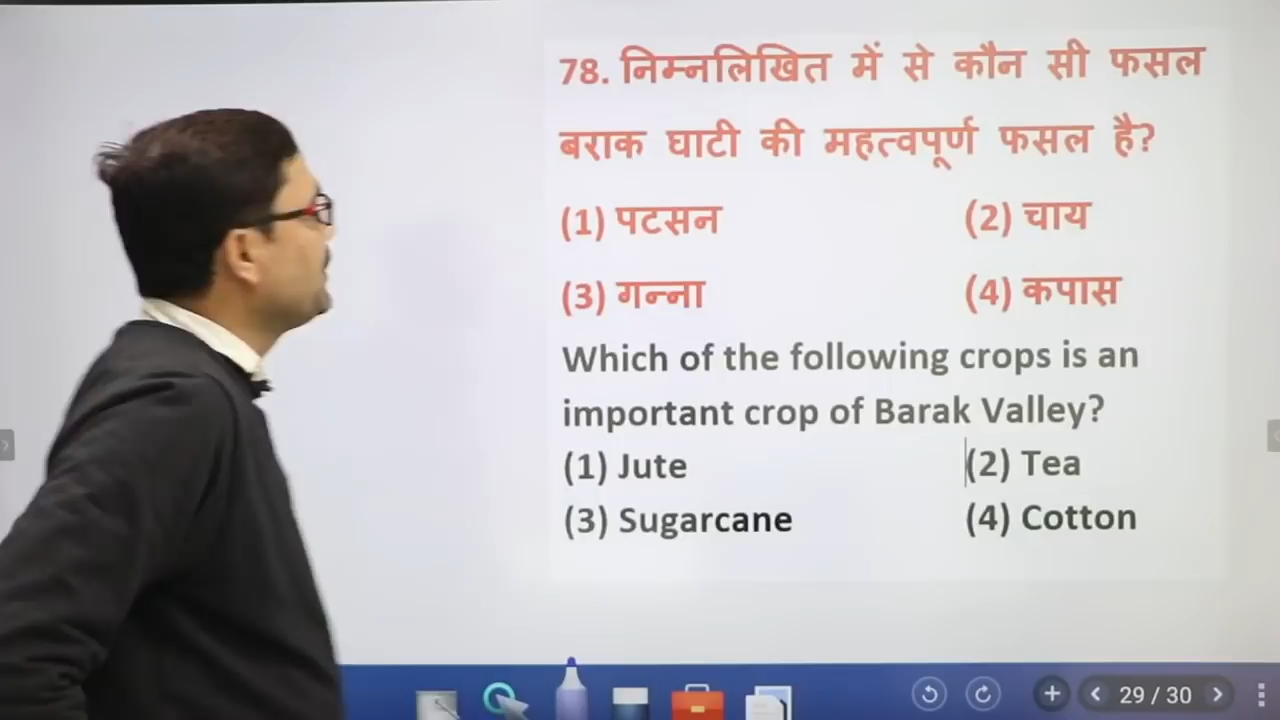 78. निम्नलिखित में से कौन सी फसल
बराक घाटी की महत्वपूर्ण फसल है?
(1) पटसन (2) चाय
(3) गन्ना (4) कपास
Which of the following crops is an
important crop of Barak Valley?
(1) Jute (2) Tea
(3) Sugarcane (4) Cotton
29 / 30